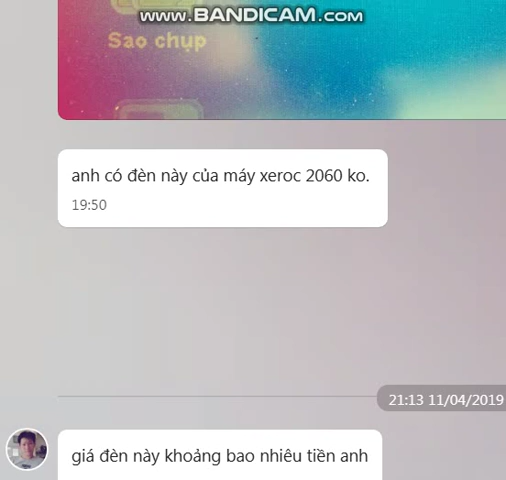 www.BANDICAM.com
Sao chụp
anh có đèn này của máy xeroc 2060 ko.
19:50
21:13 11/04/2019
giá đèn này khoảng bao nhiêu tiền anh